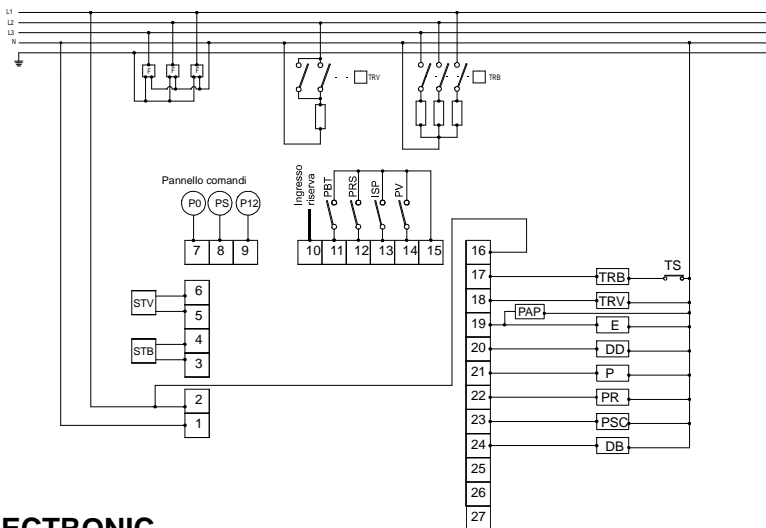 L1
L2
L3
N
F F F
TRV
TRB
Pannello comandi
P0 PS P12
7 8 9
Ingresso
riserva
PBT
PRS
ISP
PV
10 11 12 13 14 15
STV
6
5
STB
4
3
2
1
16
17 TRB TS
18 TRV
PAP
19 E
20 DD
21 P
22 PR
23 PSC
24 DB
25
26
27
ECTRONIC